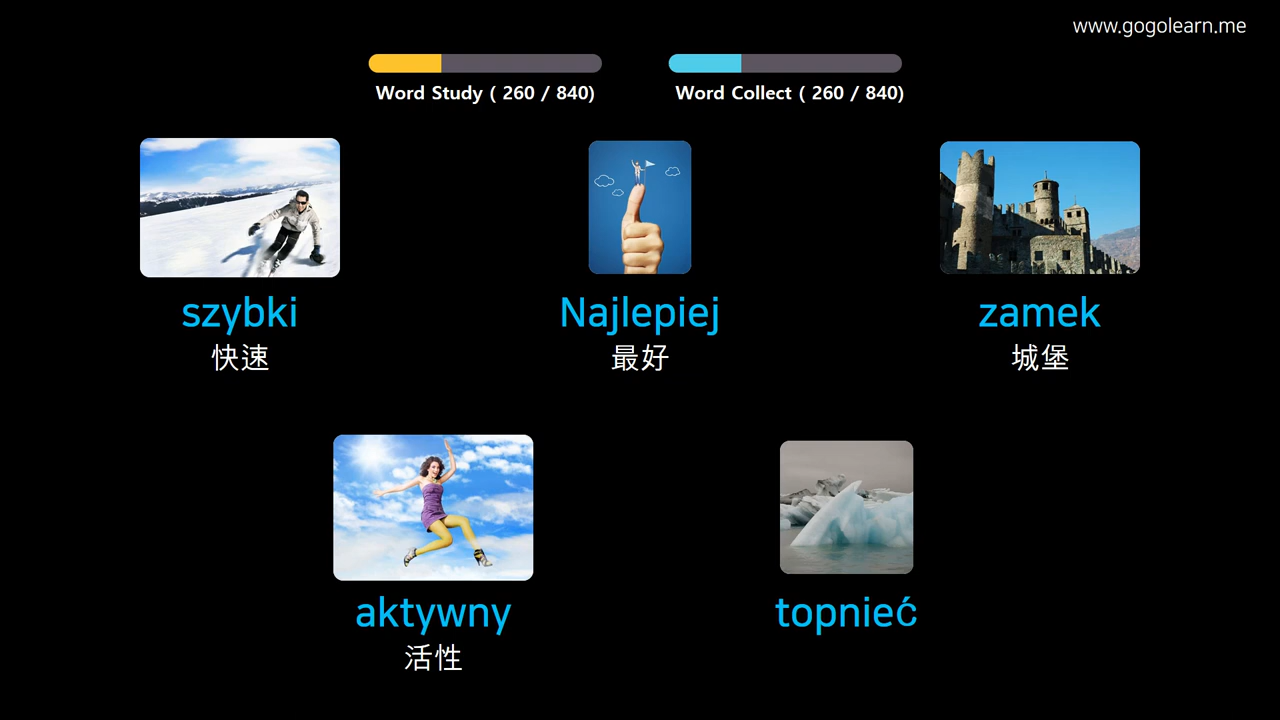 www.gogolearn.me
Word Study ( 260 / 840)
Word Collect ( 260 / 840)
szybki
快速
Najlepiej
最好
zamek
城堡
aktywny
活性
topnieć